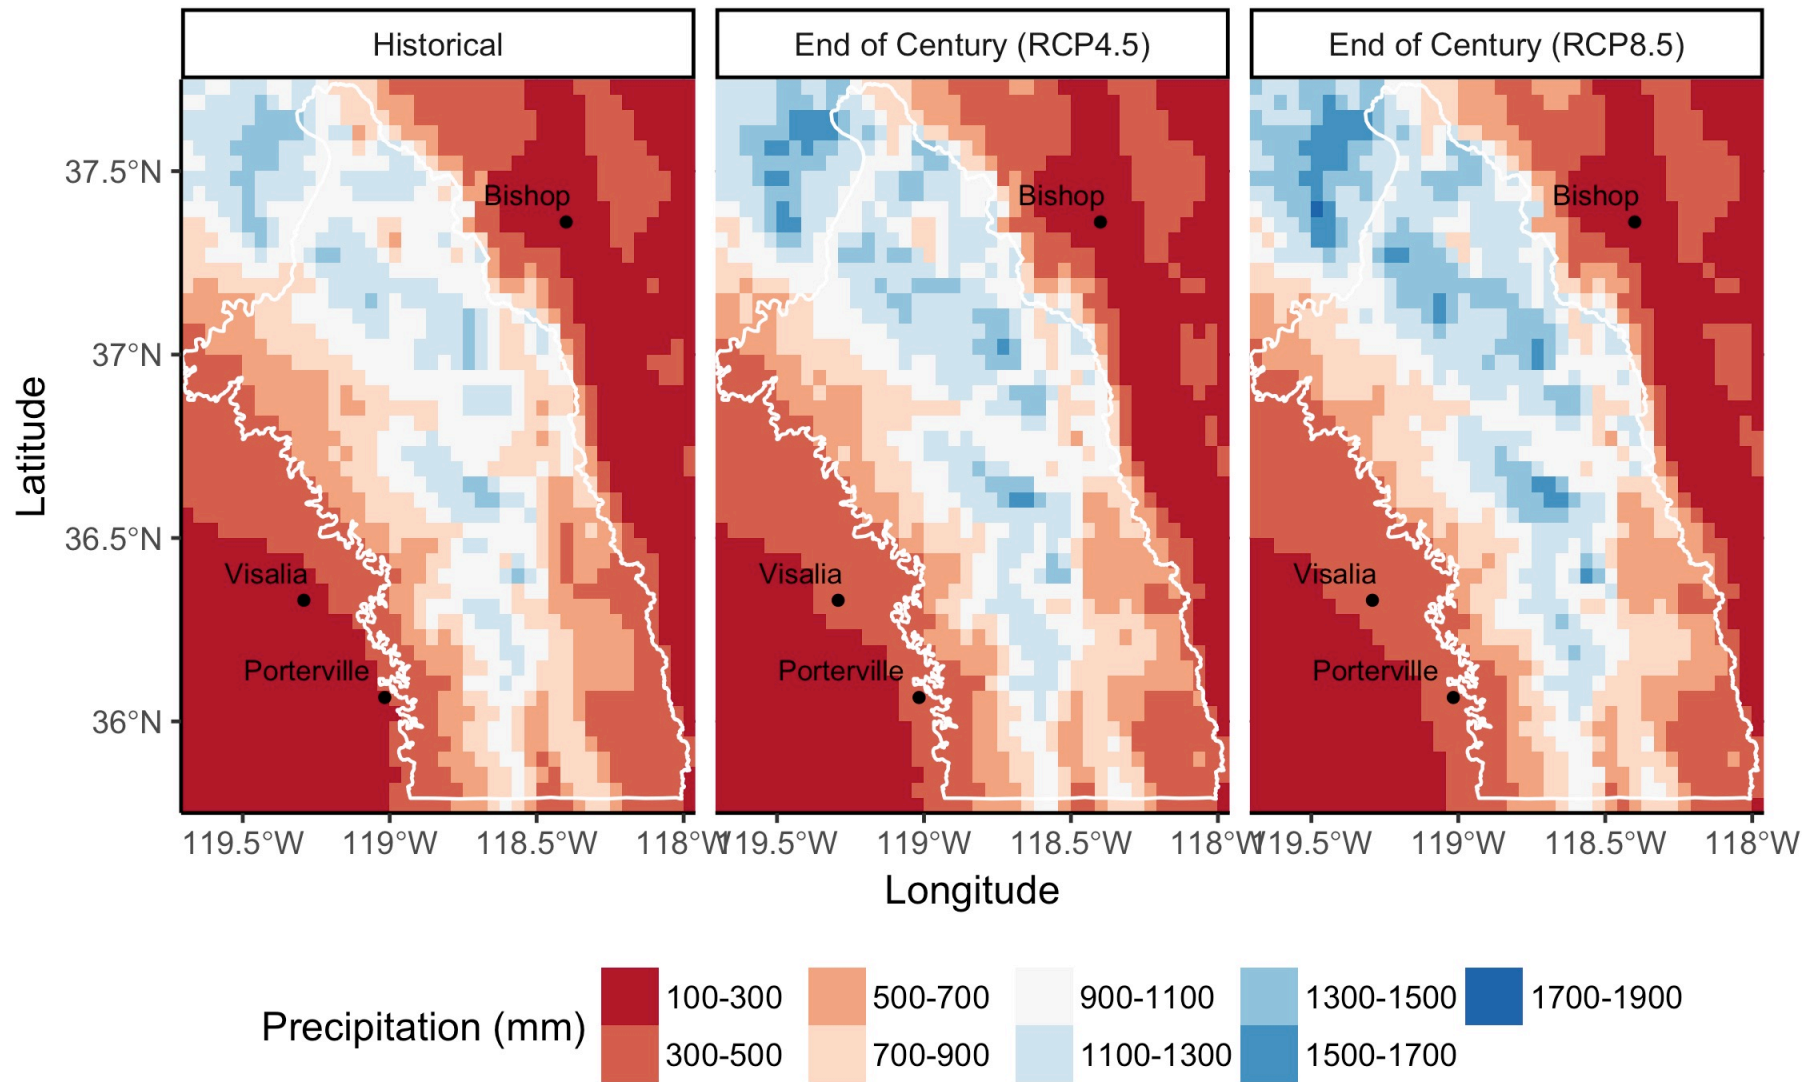 Historical
End of Century (RCP4.5)
End of Century (RCP8.5)
37.5°N
37°N
36.5°N
36°N
Latitude
Bishop
Visalia
Porterville
Bishop
Visalia
Porterville
Bishop
Visalia
Porterville
119.5°W 119°W 118.5°W 118°W
119.5°W 119°W 118.5°W 118°W
119.5°W 119°W 118.5°W 118°W
Longitude
Precipitation (mm)
100-300 500-700 900-1100 1300-1500 1700-1900
300-500 700-900 1100-1300 1500-1700